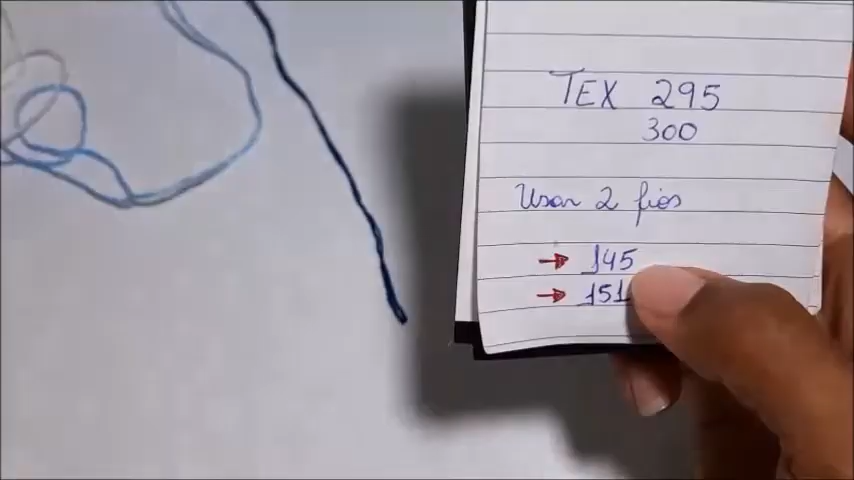 TEX 295
300
Usar 2 fios
→ 145
→ 151